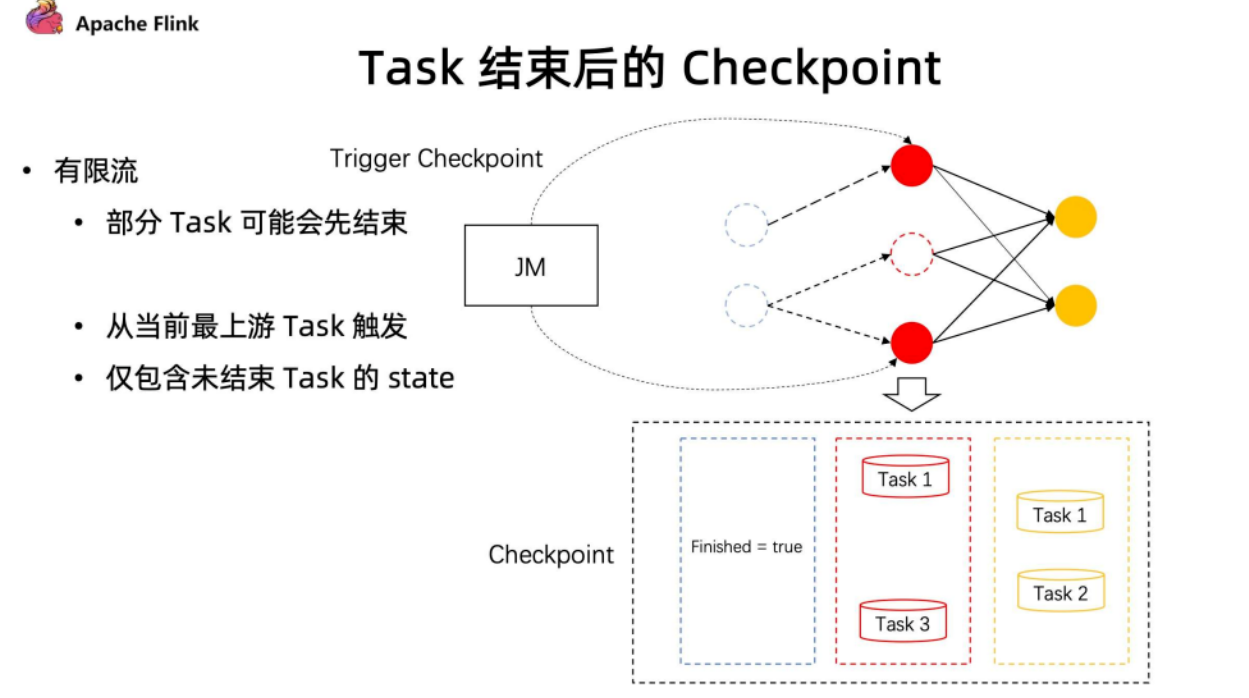 Apache Flink
Task 结束后的 Checkpoint
有限流
部分 Task 可能会先结束
从当前最上游 Task 触发
仅包含未结束 Task 的 state
Trigger Checkpoint
JM
Checkpoint
Finished = true
Task 1
Task 3
Task 1
Task 2